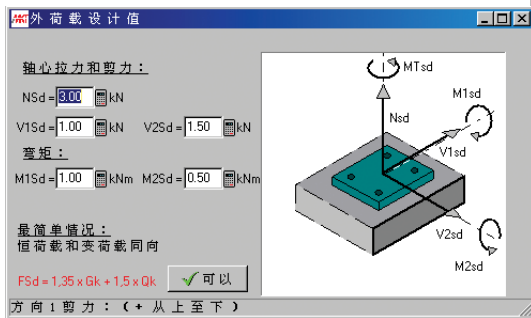 外荷载设计值
轴心拉力和剪力：
NSd = 3.00 kN
V1Sd = 1.00 kN V2Sd = 1.50 kN
弯矩：
M1Sd = 1.00 kNm M2Sd = 0.50 kNm
最简单情况：
恒荷载和变荷载同向
FSd = 1,35 x Gk + 1,5 x Qk
可以
MTsd
Nsd
M1sd
V1sd
V2sd
M2sd
方向1剪力：(+ 从上至下)